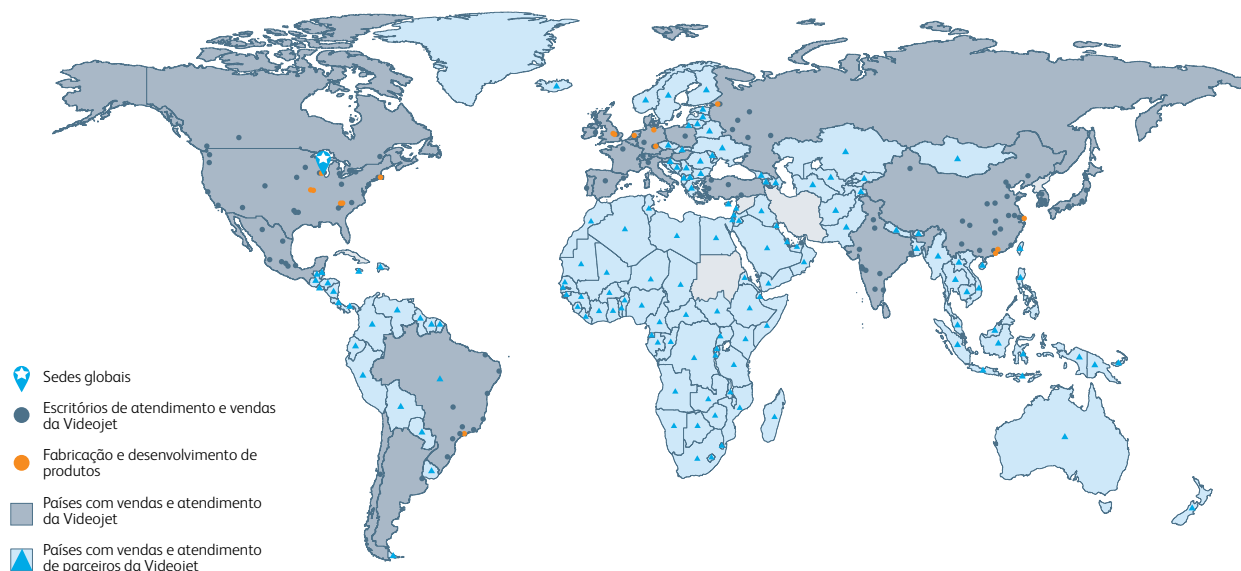 Sedes globais
Escritórios de atendimento e vendas
da Videojet
Fabricação e desenvolvimento de
produtos
Países com vendas e atendimento
da Videojet
Países com vendas e atendimento
de parceiros da Videojet